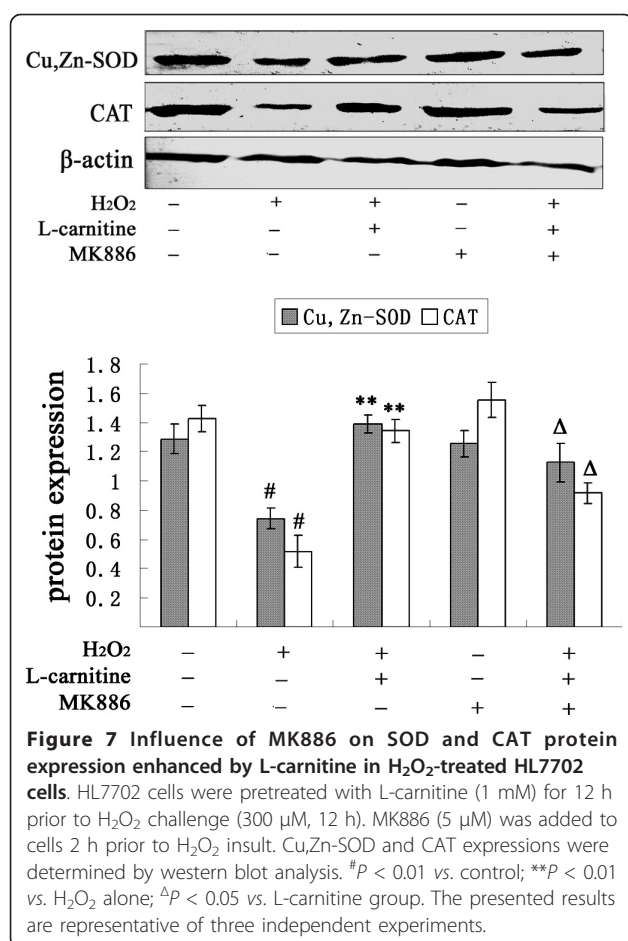 Cu,Zn-SOD
CAT
β-actin
H₂O₂ − + + − +
L-carnitine − − + − +
MK886 − − − + +
Cu, Zn-SOD CAT
protein expression
1.8
1.6
1.4
1.2
1
0.8
0.6
0.4
0.2
# # ** ** Δ Δ
H₂O₂ − + + − +
L-carnitine − − + − +
MK886 − − − + +
Figure 7 Influence of MK886 on SOD and CAT protein
expression enhanced by L-carnitine in H₂O₂-treated HL7702
cells. HL7702 cells were pretreated with L-carnitine (1 mM) for 12 h
prior to H₂O₂ challenge (300 μM, 12 h). MK886 (5 μM) was added to
cells 2 h prior to H₂O₂ insult. Cu,Zn-SOD and CAT expressions were
determined by western blot analysis. #P < 0.01 vs. control; **P < 0.01
vs. H₂O₂ alone; ΔP < 0.05 vs. L-carnitine group. The presented results
are representative of three independent experiments.